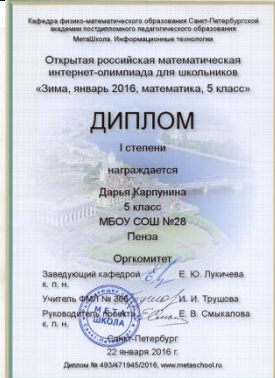 Кафедра физико-математического образования Санкт-Петербургской
академии постдипломного педагогического образования
МетаШкола. Информационные технологии
Открытая российская математическая
интернет-олимпиада для школьников
«Зима, январь 2016, математика, 5 класс»
ДИПЛОМ
I степени
награждается
Дарья Карпунина
5 класс
МБОУ СОШ №28
Пенза
Оргкомитет
Заведующий кафедрой Е. Ю. Лукичева
к. п. н.
Учитель ФМЛ № 366 И. И. Трушова
Руководитель проекта Е. В. Смыкалова
к. п. н.
МЕТА
ШКОЛА
Санкт-Петербург
22 января 2016 г.
Диплом № 493/471945/2016, www.metaschool.ru